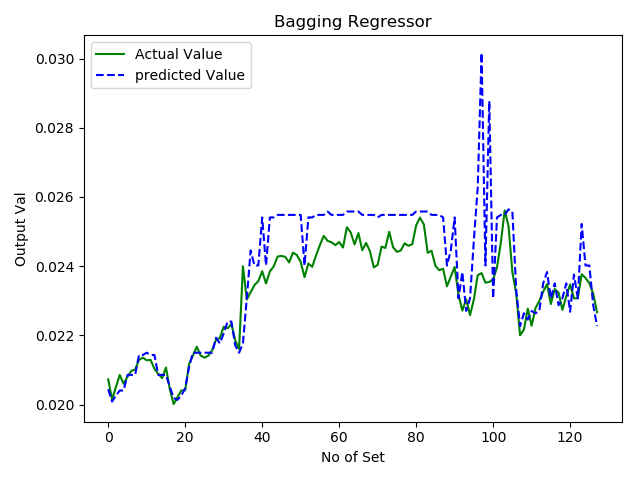 Bagging Regressor
Actual Value
predicted Value
Output Val
0.030
0.028
0.026
0.024
0.022
0.020
0 20 40 60 80 100 120
No of Set